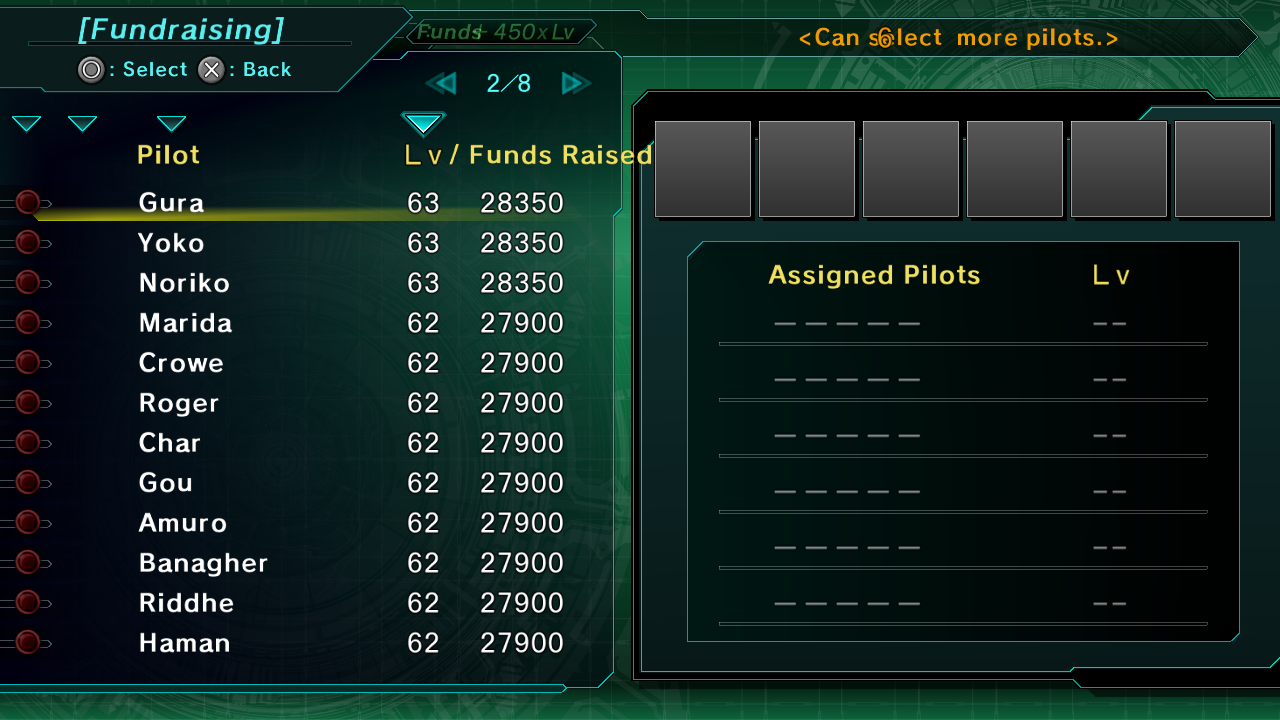 [Fundraising]
Funds+ 450xLv
<Can select 6 more pilots.>
: Select : Back
2/8
Pilot Lv / Funds Raised
Gura 63 28350
Yoko 63 28350
Noriko 63 28350
Marida 62 27900
Crowe 62 27900
Roger 62 27900
Char 62 27900
Gou 62 27900
Amuro 62 27900
Banagher 62 27900
Riddhe 62 27900
Haman 62 27900
Assigned Pilots Lv
————— ——
————— ——
————— ——
————— ——
————— ——
————— ——